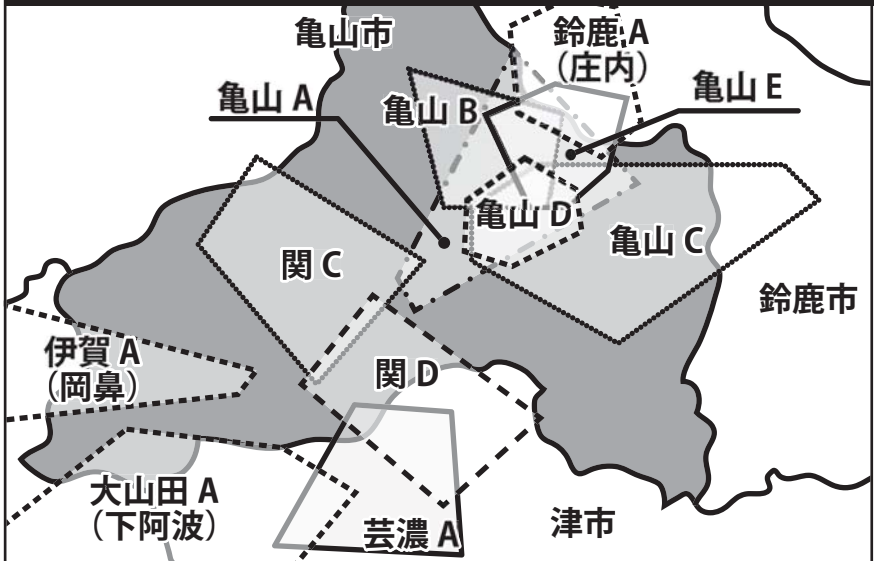 亀山市
鈴鹿 A
（庄内）
亀山 A
亀山 B
亀山 E
亀山 D
亀山 C
関 C
鈴鹿市
伊賀 A
（岡鼻）
関 D
大山田 A
（下阿波）
芸濃 A
津市